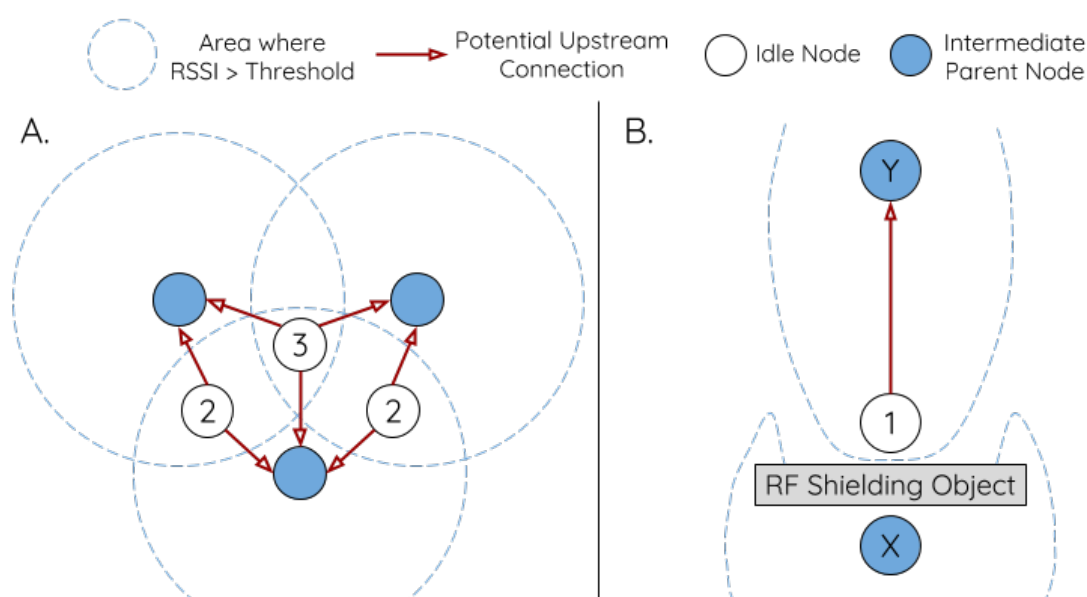 Area where
RSSI > Threshold
Potential Upstream
Connection
Idle Node
Intermediate
Parent Node
A.
3
2
2
B.
Y
1
RF Shielding Object
X